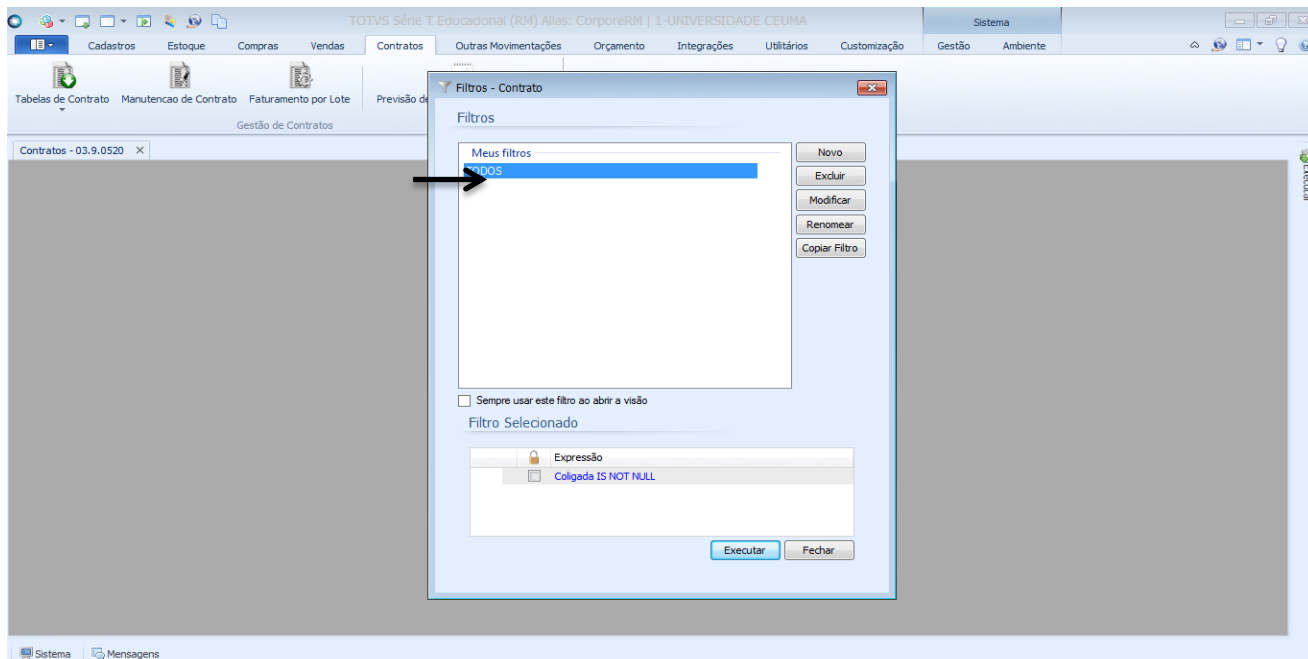 TOTVS Série T Educacional (RM) Alias: CorporeRM | 1-UNIVERSIDADE CEUMA
Sistema
Cadastros Estoque Compras Vendas Contratos Outras Movimentações Orçamento Integrações Utilitários Customização Gestão Ambiente
Tabelas de Contrato Manutencao de Contrato Faturamento por Lote Previsão de
Gestão de Contratos
Contratos - 03.9.0520
Executar
Filtros - Contrato
Filtros
Meus filtros
TODOS
Novo
Excluir
Modificar
Renomear
Copiar Filtro
Sempre usar este filtro ao abrir a visão
Filtro Selecionado
Expressão
Coligada IS NOT NULL
Executar Fechar
Sistema Mensagens